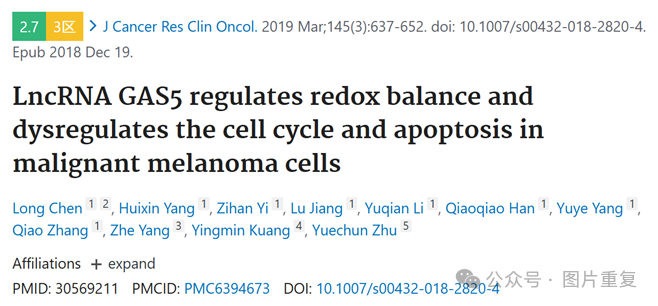 2.7 3区 > J Cancer Res Clin Oncol. 2019 Mar;145(3):637-652. doi: 10.1007/s00432-018-2820-4.
Epub 2018 Dec 19.
LncRNA GAS5 regulates redox balance and
dysregulates the cell cycle and apoptosis in
malignant melanoma cells
Long Chen 1 2, Huixin Yang 1, Zihan Yi 1, Lu Jiang 1, Yuqian Li 1, Qiaoqiao Han 1, Yuye Yang 1,
Qiao Zhang 1, Zhe Yang 3, Yingmin Kuang 4, Yuechun Zhu 5
Affiliations + expand
PMID: 30569211 PMCID: PMC6394673 DOI: 10.1007/s00432-018-2820-4
公众号 · 图片重复